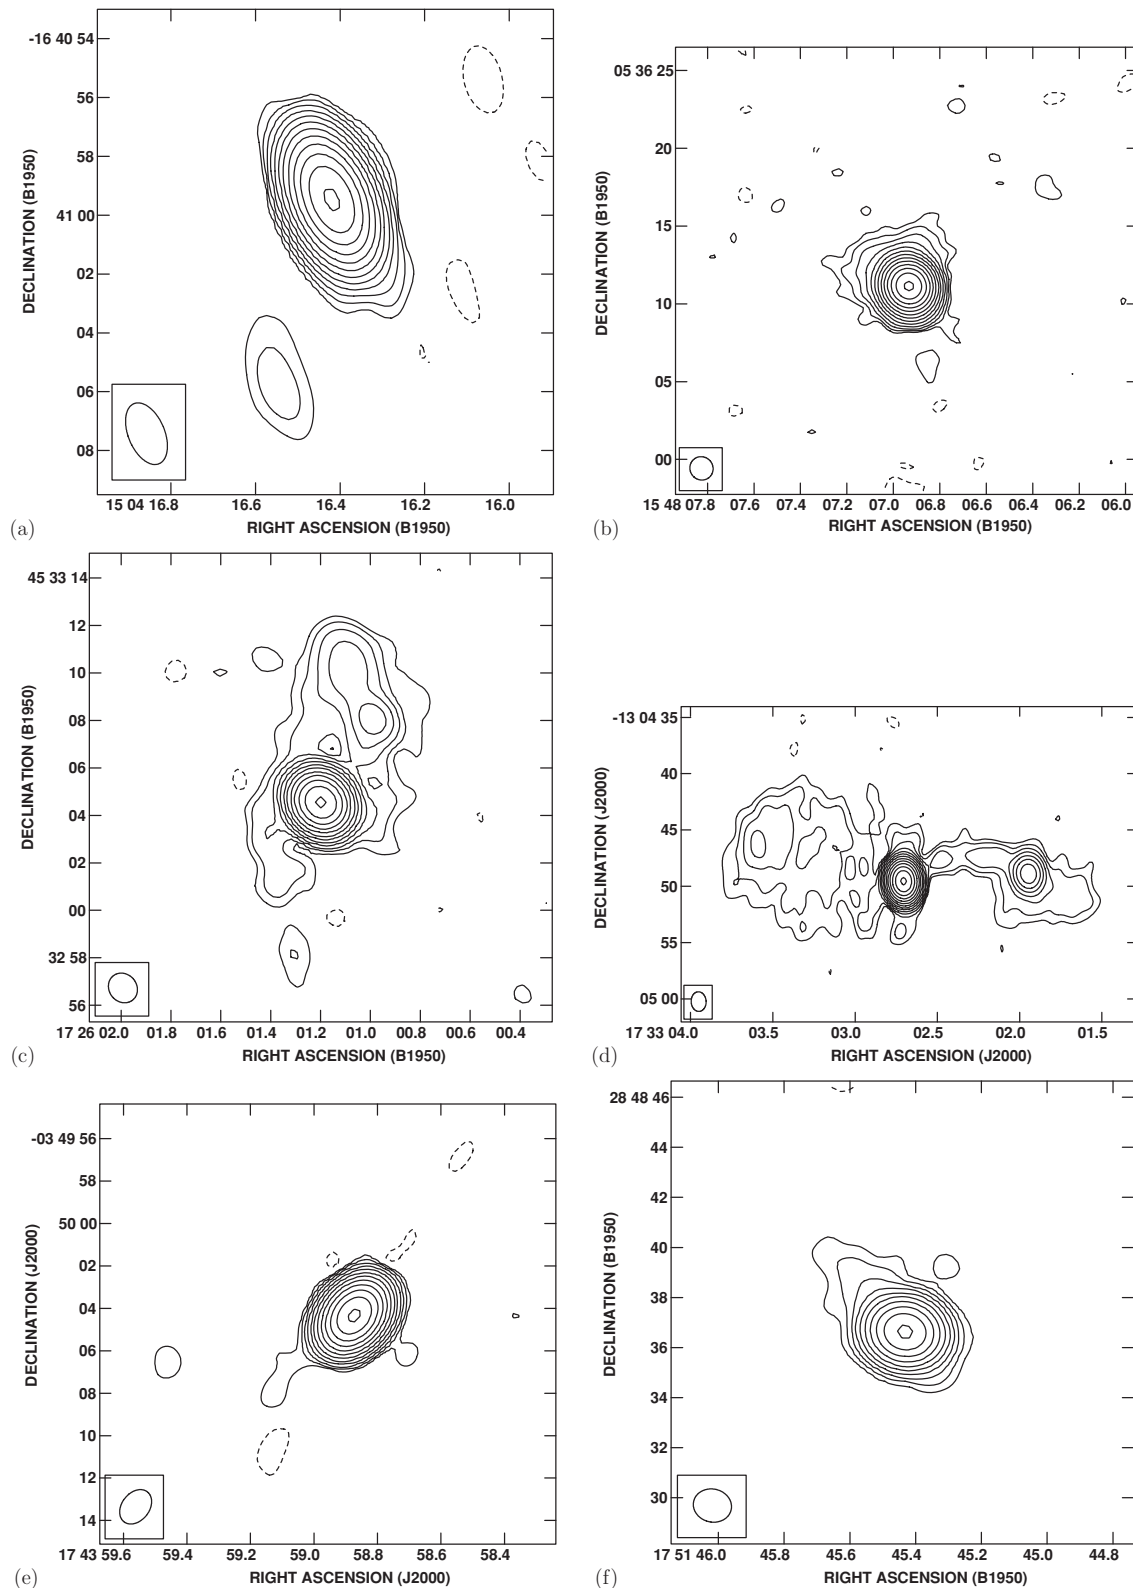 -16 40 54
56
58
41 00
02
04
06
08
DECLINATION (B1950)
15 04 16.8 16.6 16.4 16.2 16.0
RIGHT ASCENSION (B1950)
(a)
05 36 25
20
15
10
05
00
DECLINATION (B1950)
15 48 07.8 07.6 07.4 07.2 07.0 06.8 06.6 06.4 06.2 06.0
RIGHT ASCENSION (B1950)
(b)
45 33 14
12
10
08
06
04
02
00
32 58
56
DECLINATION (B1950)
17 26 02.0 01.8 01.6 01.4 01.2 01.0 00.8 00.6 00.4
RIGHT ASCENSION (B1950)
(c)
-13 04 35
40
45
50
55
05 00
DECLINATION (J2000)
17 33 04.0 03.5 03.0 02.5 02.0 01.5
RIGHT ASCENSION (J2000)
(d)
-03 49 56
58
50 00
02
04
06
08
10
12
14
DECLINATION (J2000)
17 43 59.6 59.4 59.2 59.0 58.8 58.6 58.4
RIGHT ASCENSION (J2000)
(e)
28 48 46
44
42
40
38
36
34
32
30
DECLINATION (B1950)
17 51 46.0 45.8 45.6 45.4 45.2 45.0 44.8
RIGHT ASCENSION (B1950)
(f)